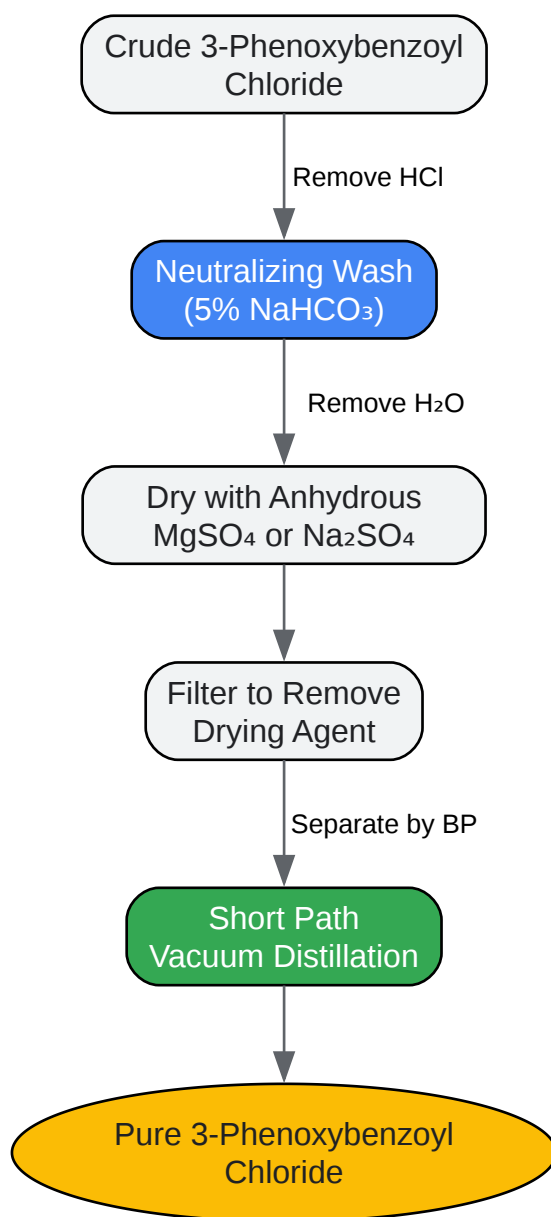 Crude 3-Phenoxybenzoyl
Chloride
Remove HCl
Neutralizing Wash
(5% NaHCO₃)
Remove H₂O
Dry with Anhydrous
MgSO₄ or Na₂SO₄
Filter to Remove
Drying Agent
Separate by BP
Short Path
Vacuum Distillation
Pure 3-Phenoxybenzoyl
Chloride